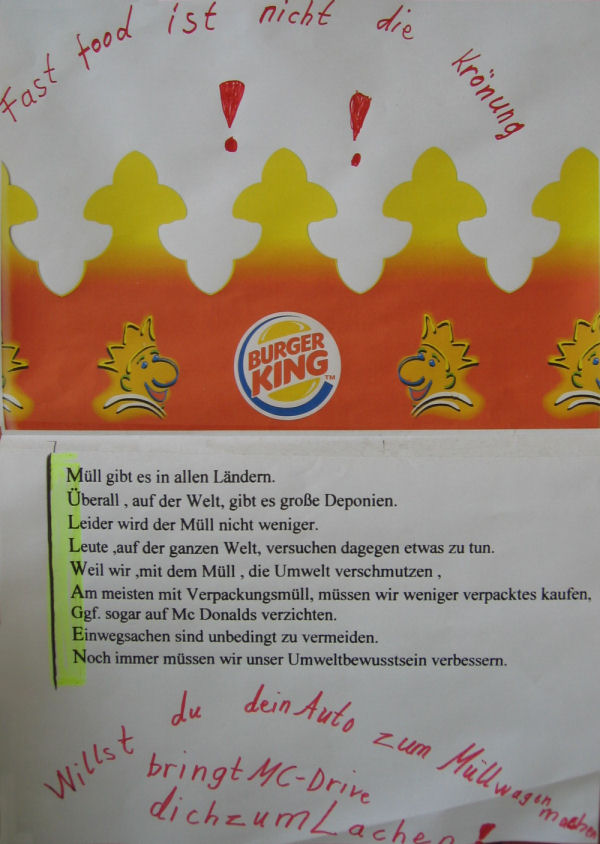 Fast food ist nicht die Krönung
! !
BURGER
KING™
Müll gibt es in allen Ländern.
Überall , auf der Welt, gibt es große Deponien.
Leider wird der Müll nicht weniger.
Leute ,auf der ganzen Welt, versuchen dagegen etwas zu tun.
Weil wir ,mit dem Müll , die Umwelt verschmutzen ,
Am meisten mit Verpackungsmüll, müssen wir weniger verpacktes kaufen,
Ggf. sogar auf Mc Donalds verzichten.
Einwegsachen sind unbedingt zu vermeiden.
Noch immer müssen wir unser Umweltbewusstsein verbessern.
Willst du dein Auto zum Müllwagen machen
bringt MC-Drive
dich zum Lachen !